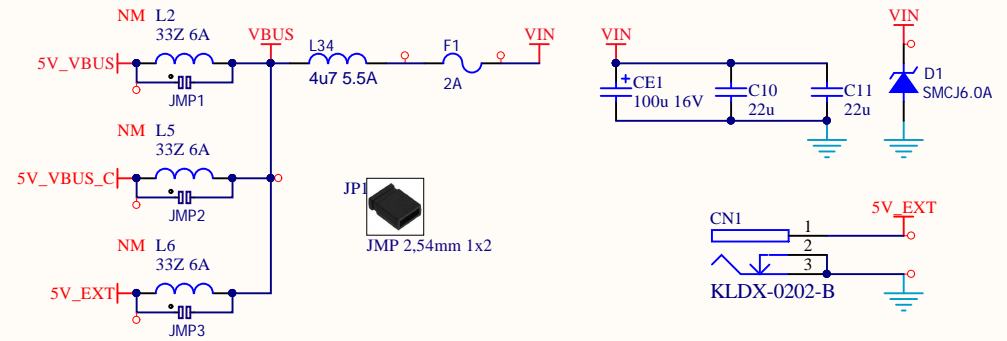 NM L2
33Z 6A
5V_VBUS
JMP1
VBUS
L34
4u7 5.5A
F1
2A
VIN
NM L5
33Z 6A
5V_VBUS_C
JMP2
NM L6
33Z 6A
5V_EXT
JMP3
JP1
JMP 2,54mm 1x2
VIN
+
CE1
100u 16V
C10
22u
C11
22u
VIN
D1
SMCJ6.0A
5V_EXT
CN1
1
2
3
KLDX-0202-B